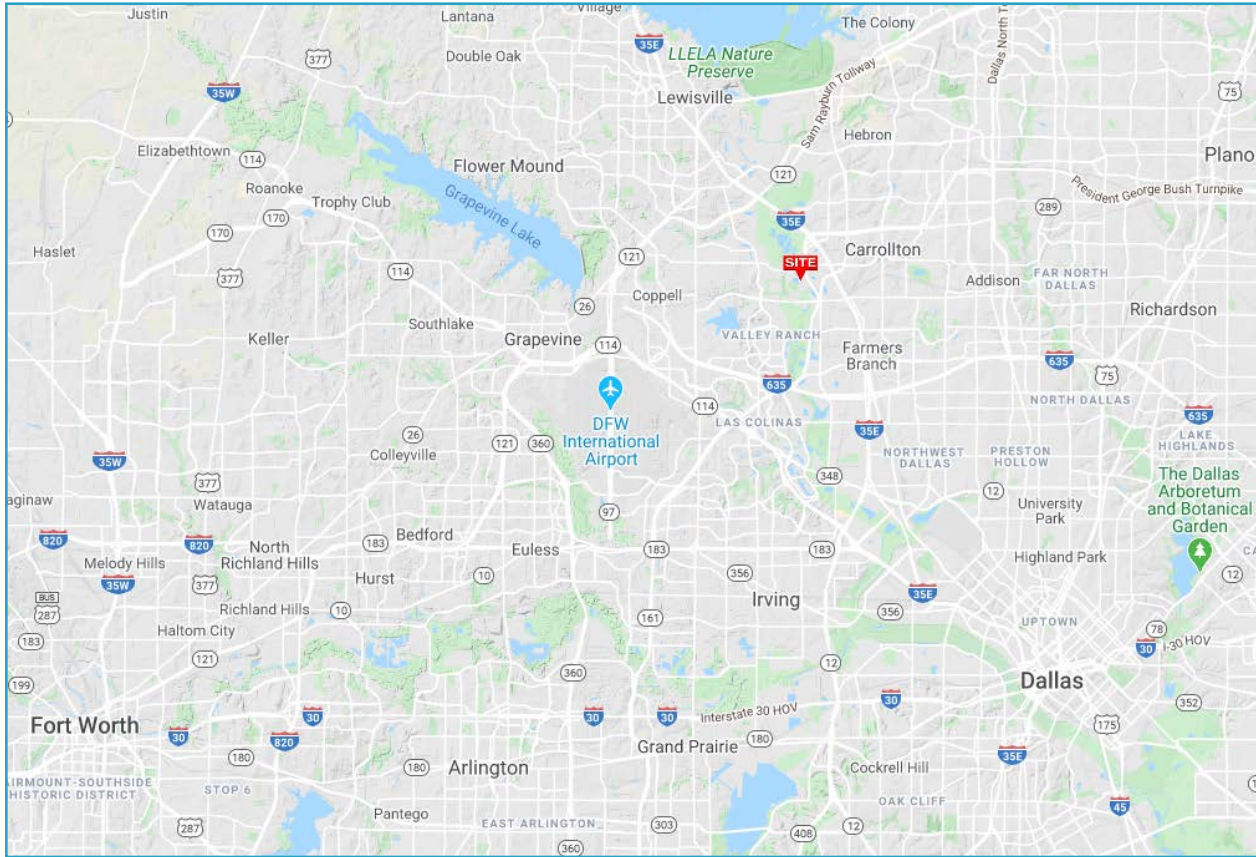 Justin
Lantana
Village
The Colony
377
35E
Double Oak
LLELA Nature
Preserve
Dallas North T
35W
Lewisville
Sam Rayburn Tollway
75
Hebron
Elizabethtown
114
Flower Mound
Plano
Roanoke
Trophy Club
121
President George Bush Turnpike
Grapevine Lake
170
289
170
35E
Haslet
121
Carrollton
377
114
SITE
Addison
FAR NORTH
DALLAS
26
Coppell
Richardson
Southlake
Keller
Grapevine
VALLEY RANCH
114
Farmers
Branch
635
635
75
DFW
International
Airport
114
NORTH DALLAS
LAS COLINAS
635
26
121
360
35E
LAKE
HIGHLANDS
Colleyville
35W
NORTHWEST
DALLAS
PRESTON
HOLLOW
The Dallas
Arboretum
and Botanical
Garden
377
348
12
aginaw
Watauga
97
University
Park
820
820
North
Richland Hills
183
Bedford
Euless
183
183
Highland Park
Melody Hills
35W
377
Hurst
10
356
12
BUS
287
Richland Hills
10
Irving
35E
356
161
UPTOWN
78
I-30 HOV
183
Haltom City
30
121
12
360
199
Dallas
30
352
Fort Worth
30
30
30
Interstate 30 HOV
30
820
175
180
180
Grand Prairie
180
35E
Arlington
Cockrell Hill
AIRMOUNT-SOUTHSIDE
HISTORIC DISTRICT
STOP 6
OAK CLIFF
45
Pantego
287
EAST ARLINGTON
303
408
12
360